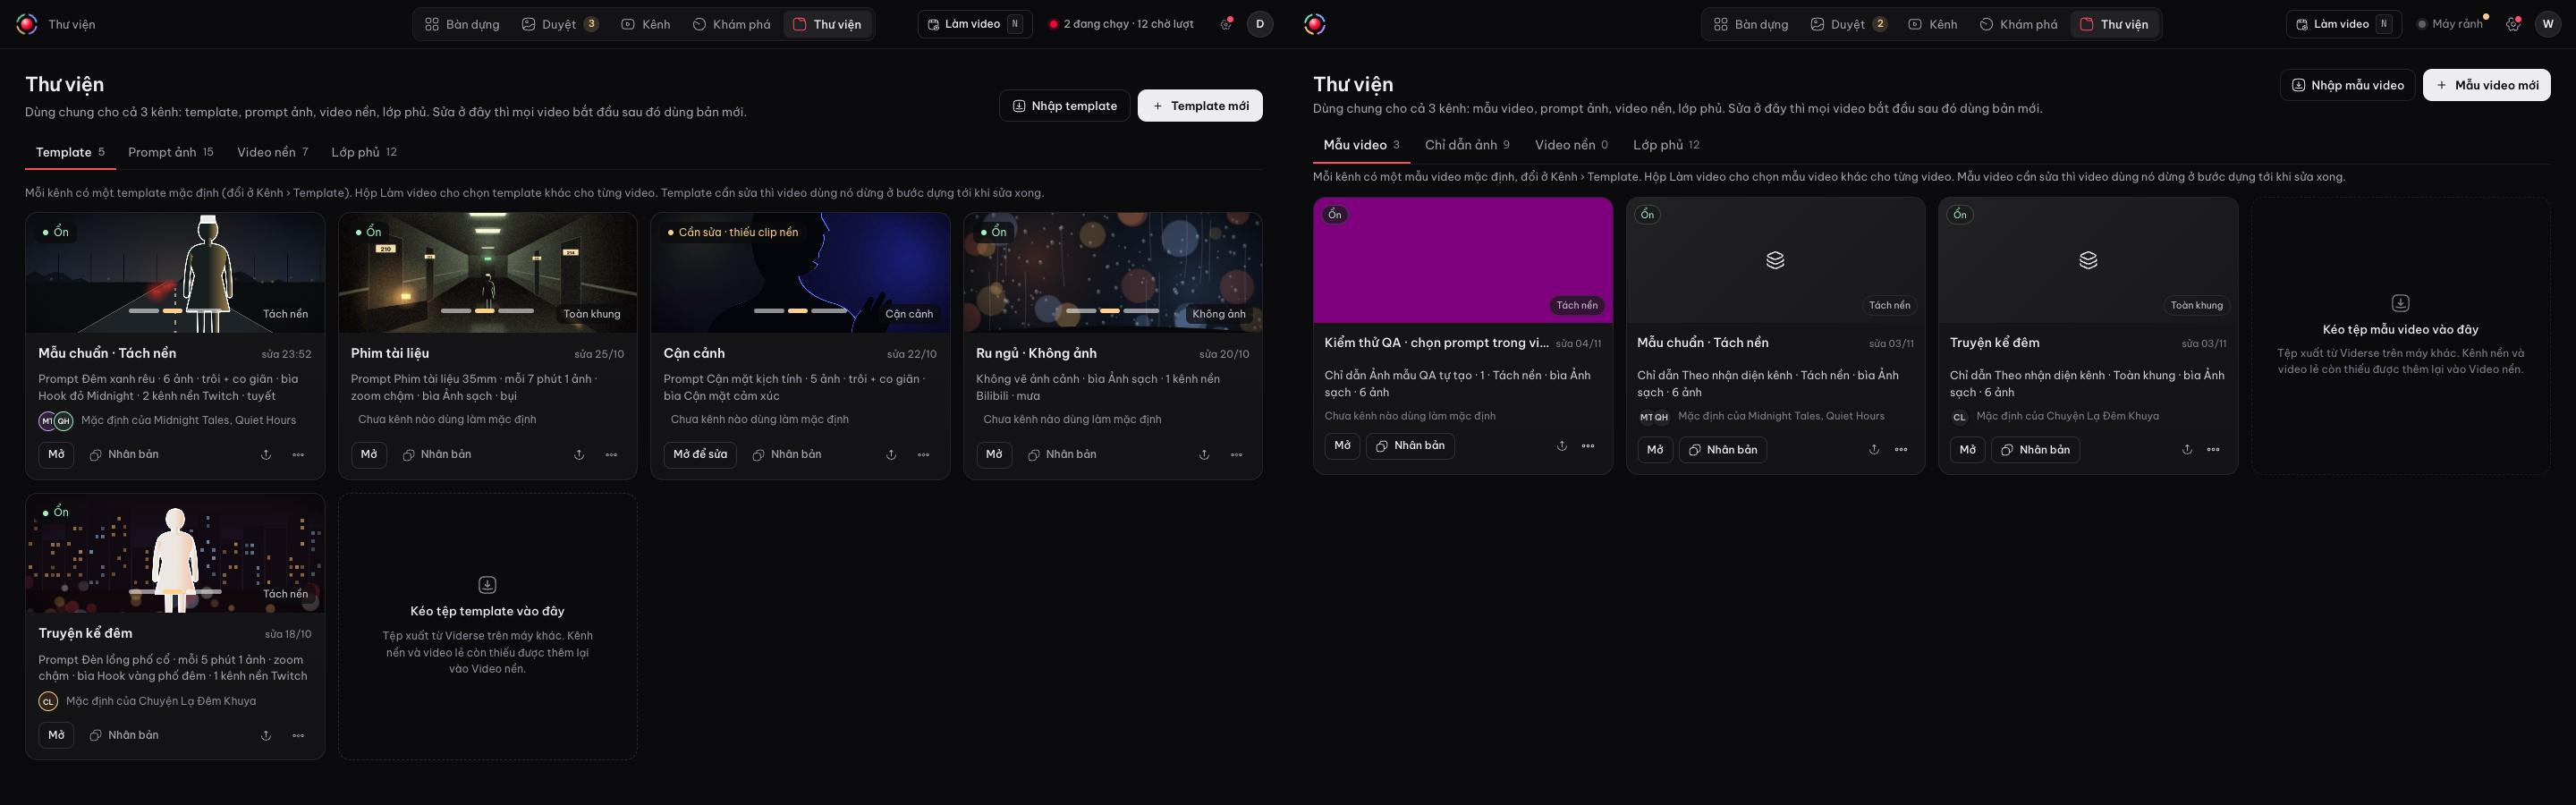 Thư viện
Bàn dựng
Duyệt 3
Kênh
Khám phá
Thư viện
Làm video N
2 đang chạy · 12 chờ lượt
D
Thư viện
Dùng chung cho cả 3 kênh: template, prompt ảnh, video nền, lớp phủ. Sửa ở đây thì mọi video bắt đầu sau đó dùng bản mới.
Nhập template
+ Template mới
Template 5
Prompt ảnh 15
Video nền 7
Lớp phủ 12
Mỗi kênh có một template mặc định (đổi ở Kênh › Template). Hộp Làm video cho chọn template khác cho từng video. Template cần sửa thì video dùng nó dừng ở bước dựng tới khi sửa xong.
Ổn
Tách nền
Mẫu chuẩn · Tách nền
sửa 23:52
Prompt Đêm xanh rêu · 6 ảnh · trôi + co giãn · bìa
Hook đỏ Midnight · 2 kênh nền Twitch · tuyết
MT QH Mặc định của Midnight Tales, Quiet Hours
Mở
Nhân bản
Ổn
210
214
Toàn khung
Phim tài liệu
sửa 25/10
Prompt Phim tài liệu 35mm · mỗi 7 phút 1 ảnh ·
zoom chậm · bìa Ảnh sạch · bụi
Chưa kênh nào dùng làm mặc định
Mở
Nhân bản
Cần sửa · thiếu clip nền
Cận cảnh
Cận cảnh
sửa 22/10
Prompt Cận mặt kịch tính · 5 ảnh · trôi + co giãn ·
bìa Cận mặt cảm xúc
Chưa kênh nào dùng làm mặc định
Mở để sửa
Nhân bản
Ổn
Không ảnh
Ru ngủ · Không ảnh
sửa 20/10
Không vẽ ảnh cảnh · bìa Ảnh sạch · 1 kênh nền
Bilibili · mưa
Chưa kênh nào dùng làm mặc định
Mở
Nhân bản
Ổn
Tách nền
Truyện kể đêm
sửa 18/10
Prompt Đèn lồng phố cổ · mỗi 5 phút 1 ảnh · zoom
chậm · bìa Hook vàng phố đêm · 1 kênh nền Twitch
CL Mặc định của Chuyện Lạ Đêm Khuya
Mở
Nhân bản
Kéo tệp template vào đây
Tệp xuất từ Viderse trên máy khác. Kênh
nền và video lẻ còn thiếu được thêm lại
vào Video nền.
Bàn dựng
Duyệt 2
Kênh
Khám phá
Thư viện
Làm video N
Máy rảnh
W
Thư viện
Dùng chung cho cả 3 kênh: mẫu video, prompt ảnh, video nền, lớp phủ. Sửa ở đây thì mọi video bắt đầu sau đó dùng bản mới.
Nhập mẫu video
+ Mẫu video mới
Mẫu video 3
Chỉ dẫn ảnh 9
Video nền 0
Lớp phủ 12
Mỗi kênh có một mẫu video mặc định, đổi ở Kênh › Template. Hộp Làm video cho chọn mẫu video khác cho từng video. Mẫu video cần sửa thì video dùng nó dừng ở bước dựng tới khi sửa xong.
Ổn
Tách nền
Kiểm thử QA · chọn prompt trong vi...
sửa 04/11
Chỉ dẫn Ảnh mẫu QA tự tạo · 1 · Tách nền · bìa Ảnh
sạch · 6 ảnh
Chưa kênh nào dùng làm mặc định
Mở
Nhân bản
Ổn
Tách nền
Mẫu chuẩn · Tách nền
sửa 03/11
Chỉ dẫn Theo nhận diện kênh · Tách nền · bìa Ảnh
sạch · 6 ảnh
MT QH Mặc định của Midnight Tales, Quiet Hours
Mở
Nhân bản
Ổn
Toàn khung
Truyện kể đêm
sửa 03/11
Chỉ dẫn Theo nhận diện kênh · Toàn khung · bìa Ảnh
sạch · 6 ảnh
CL Mặc định của Chuyện Lạ Đêm Khuya
Mở
Nhân bản
Kéo tệp mẫu video vào đây
Tệp xuất từ Viderse trên máy khác. Kênh nền và
video lẻ còn thiếu được thêm lại vào Video nền.